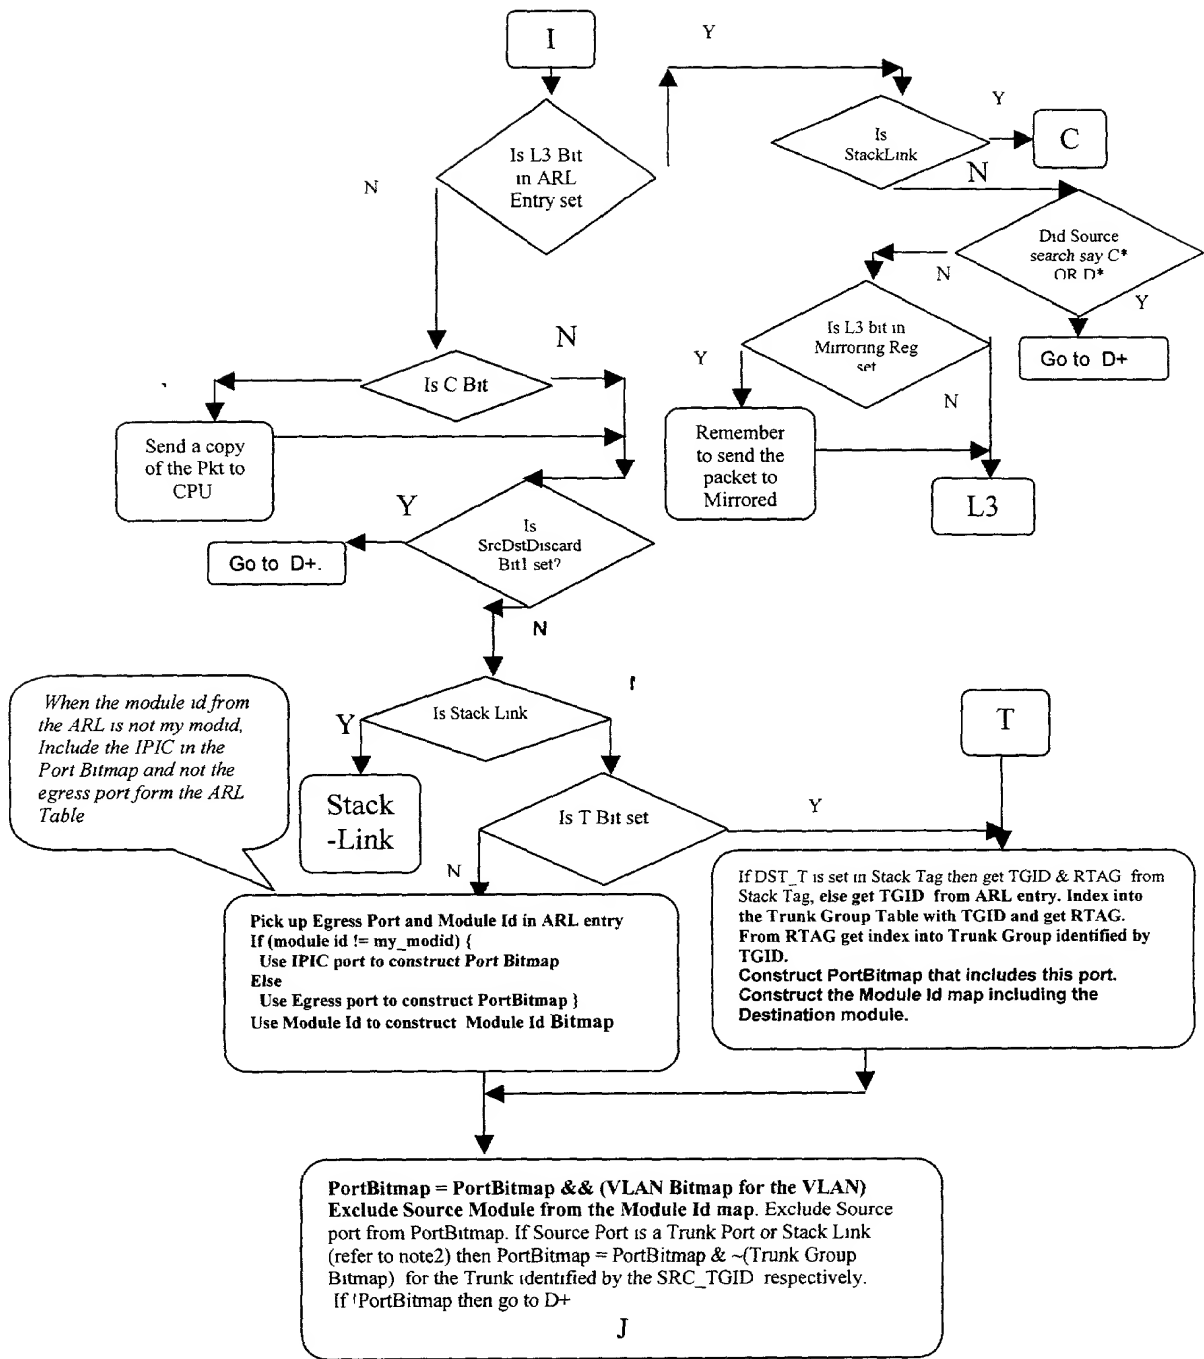 I
Y
Is L3 Bit
in ARL
Entry set
N
Is
StackLink
Y
C
N
Did Source
search say C*
OR D*
N
Y
Go to D+
Is L3 bit in
Mirroring Reg
set
Y
N
Remember
to send the
packet to
Mirrored
L3
N
Is C Bit
Send a copy
of the Pkt to
CPU
Y
Is
SrcDstDiscard
Bit1 set?
Go to D+.
N
When the module id from
the ARL is not my modid,
Include the IPIC in the
Port Bitmap and not the
egress port form the ARL
Table
Is Stack Link
Y
Stack
-Link
T
Is T Bit set
Y
N
Pick up Egress Port and Module Id in ARL entry
If (module id != my_modid) {
Use IPIC port to construct Port Bitmap
Else
Use Egress port to construct PortBitmap }
Use Module Id to construct Module Id Bitmap
If DST_T is set in Stack Tag then get TGID & RTAG from
Stack Tag, else get TGID from ARL entry. Index into
the Trunk Group Table with TGID and get RTAG.
From RTAG get index into Trunk Group identified by
TGID.
Construct PortBitmap that includes this port.
Construct the Module Id map including the
Destination module.
PortBitmap = PortBitmap && (VLAN Bitmap for the VLAN)
Exclude Source Module from the Module Id map. Exclude Source
port from PortBitmap. If Source Port is a Trunk Port or Stack Link
(refer to note2) then PortBitmap = PortBitmap & ~(Trunk Group
Bitmap) for the Trunk identified by the SRC_TGID respectively.
If !PortBitmap then go to D+
J